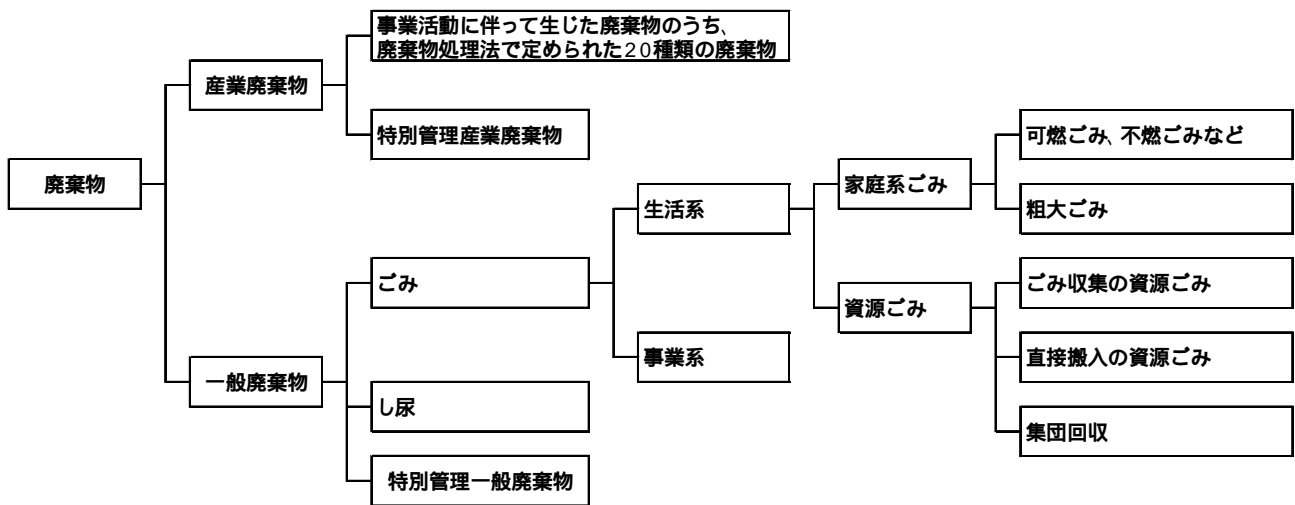 事業活動に伴って生じた廃棄物のうち、
廃棄物処理法で定められた20種類の廃棄物
産業廃棄物
特別管理産業廃棄物
可燃ごみ、不燃ごみなど
廃棄物
生活系
家庭系ごみ
粗大ごみ
ごみ
資源ごみ
ごみ収集の資源ごみ
事業系
直接搬入の資源ごみ
一般廃棄物
し尿
集団回収
特別管理一般廃棄物